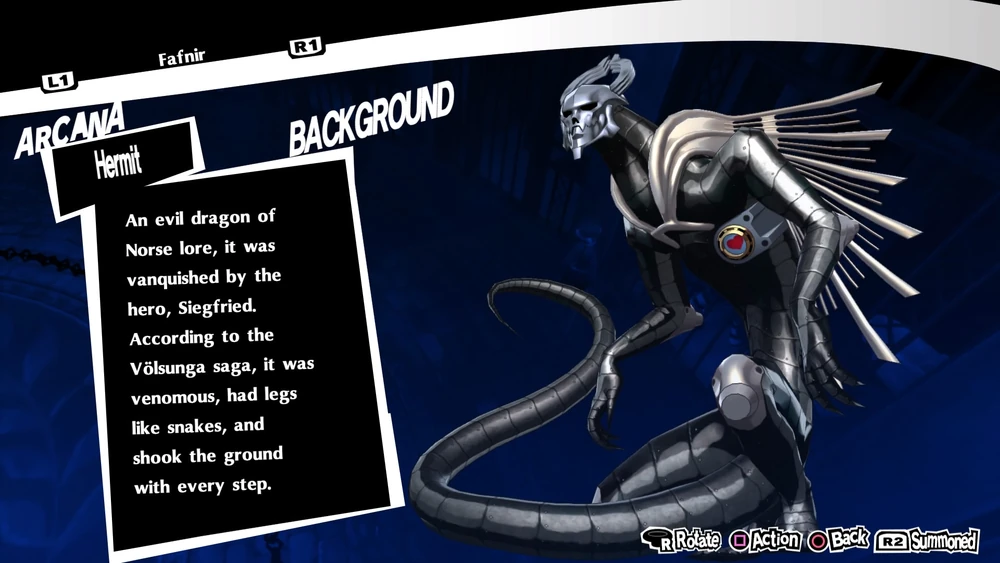 Fafnir
L1
R1
ARCANA
BACKGROUND
Hermit
An evil dragon of
Norse lore, it was
vanquished by the
hero, Siegfried.
According to the
Völsunga saga, it was
venomous, had legs
like snakes, and
shook the ground
with every step.
R Rotate Action Back R2 Summoned